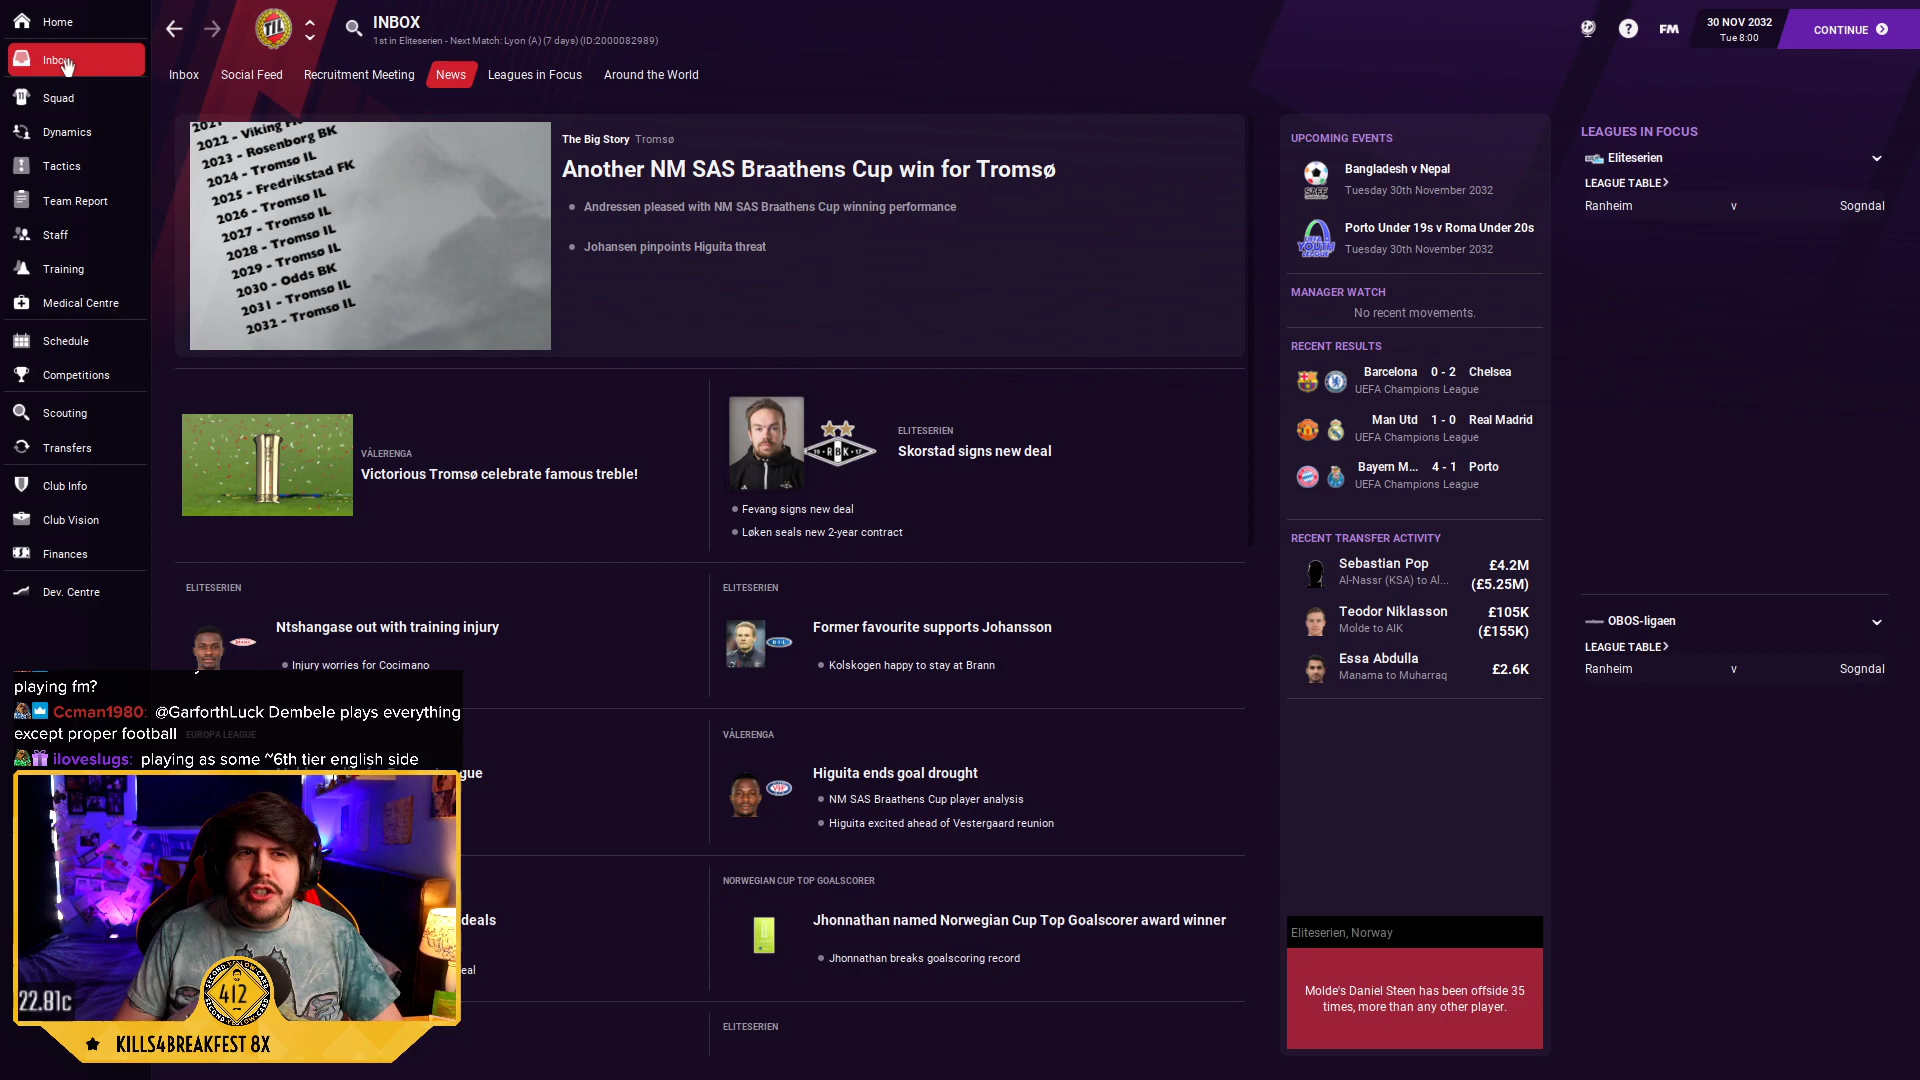 Home
Inbox
Squad
Dynamics
Tactics
Team Report
Staff
Training
Medical Centre
Schedule
Competitions
Scouting
Transfers
Club Info
Club Vision
Finances
Dev. Centre
TIL
INBOX
1st in Eliteserien - Next Match: Lyon (A) (7 days) (ID:2000082989)
FM
30 NOV 2032
Tue 8:00
CONTINUE
Inbox
Social Feed
Recruitment Meeting
News
Leagues in Focus
Around the World
2022 - Viking
2023 - Rosenborg BK
2024 - Tromsø IL
2025 - Fredrikstad FK
2026 - Tromsø IL
2027 - Tromsø IL
2028 - Tromsø IL
2029 - Tromsø IL
2030 - Odds BK
2031 - Tromsø IL
2032 - Tromsø IL
The Big Story Tromsø
Another NM SAS Braathens Cup win for Tromsø
Andressen pleased with NM SAS Braathens Cup winning performance
Johansen pinpoints Higuita threat
VÅLERENGA
Victorious Tromsø celebrate famous treble!
ELITESERIEN
Skorstad signs new deal
Fevang signs new deal
Løken seals new 2-year contract
ELITESERIEN
Ntshangase out with training injury
Injury worries for Cocimano
ELITESERIEN
Former favourite supports Johansson
Kolskogen happy to stay at Brann
EUROPA LEAGUE
gue
VÅLERENGA
Higuita ends goal drought
NM SAS Braathens Cup player analysis
Higuita excited ahead of Vestergaard reunion
deals
eal
NORWEGIAN CUP TOP GOALSCORER
Jhonnathan named Norwegian Cup Top Goalscorer award winner
Jhonnathan breaks goalscoring record
ELITESERIEN
UPCOMING EVENTS
Bangladesh v Nepal
Tuesday 30th November 2032
Porto Under 19s v Roma Under 20s
Tuesday 30th November 2032
MANAGER WATCH
No recent movements.
RECENT RESULTS
Barcelona 0 - 2 Chelsea
UEFA Champions League
Man Utd 1 - 0 Real Madrid
UEFA Champions League
Bayern M... 4 - 1 Porto
UEFA Champions League
RECENT TRANSFER ACTIVITY
Sebastian Pop £4.2M
Al-Nassr (KSA) to Al... (£5.25M)
Teodor Niklasson £105K
Molde to AIK (£155K)
Essa Abdulla £2.6K
Manama to Muharraq
Eliteserien, Norway
Molde's Daniel Steen has been offside 35
times, more than any other player.
LEAGUES IN FOCUS
Eliteserien
LEAGUE TABLE
Ranheim v Sogndal
OBOS-ligaen
LEAGUE TABLE
Ranheim v Sogndal
playing fm?
Ccman1980: @GarforthLuck Dembele plays everything
except proper football
iloveslugs: playing as some ~6th tier english side
22.81c
412
KILLS4BREAKFEST 8X